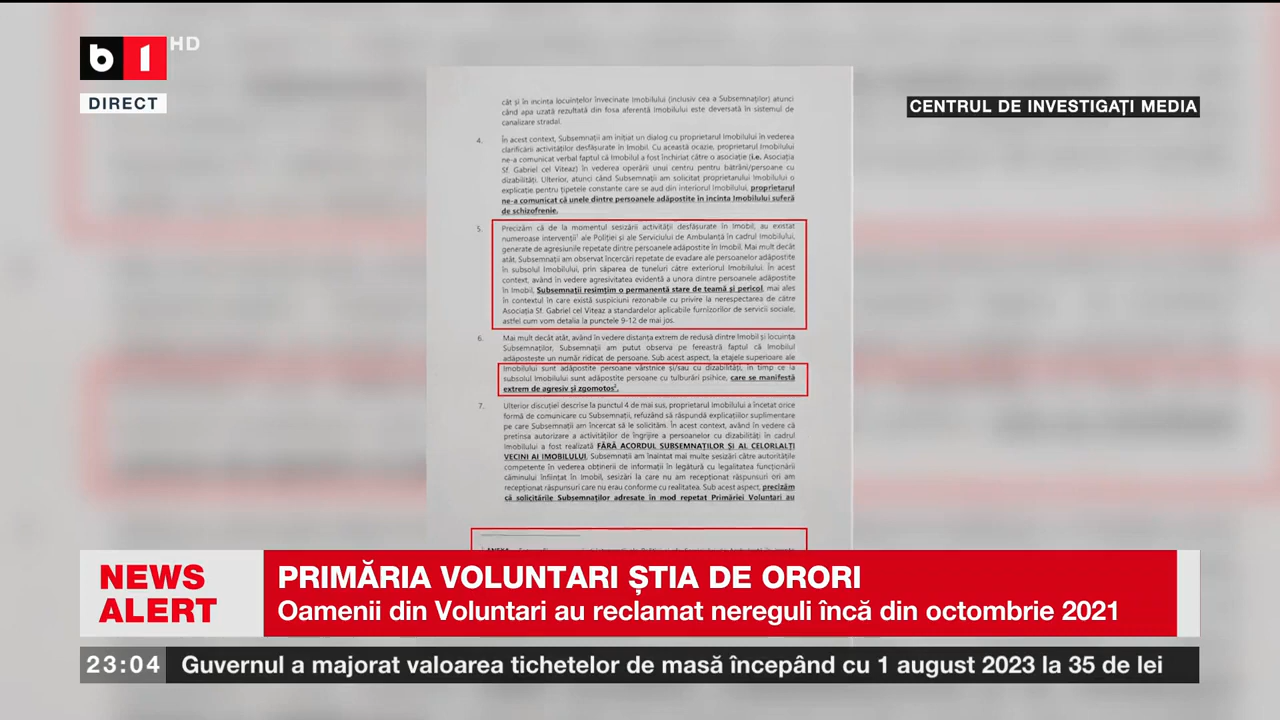 b1 HD
DIRECT
CENTRUL DE INVESTIGAȚI MEDIA
cât și în incinta locuințelor învecinate Imobilului (inclusiv cea a Subsemnaților) atunci
când apa uzată rezultată din fosa aferentă Imobilului este deversată în sistemul de
canalizare stradal.
4. În acest context, Subsemnații am inițiat un dialog cu proprietarul Imobilului în vederea
clarificării activităților desfășurate în Imobil. Cu această ocazie, proprietarul Imobilului
ne-a comunicat verbal faptul că Imobilul a fost închiriat către o asociație (i.e. Asociația
Sf. Gabriel cel Viteaz) în vederea operării unui centru pentru bătrâni/persoane cu
dizabilități. Ulterior, atunci când Subsemnații am solicitat proprietarului Imobilului o
explicație pentru țipetele constante care se aud din interiorul Imobilului, proprietarul
ne-a comunicat că unele dintre persoanele adăpostite în incinta Imobilului suferă
de schizofrenie.
5. Precizăm că de la momentul sesizării activității desfășurate în Imobil, au existat
numeroase intervenții¹ ale Poliției și ale Serviciului de Ambulanță în cadrul Imobilului,
generate de agresiunile repetate dintre persoanele adăpostite în Imobil. Mai mult decât
atât, Subsemnații am observat încercări repetate de evadare ale persoanelor adăpostite
în subsolul Imobilului, prin săparea de tuneluri către exteriorul Imobilului. În acest
context, având în vedere agresivitatea evidentă a unora dintre persoanele adăpostite
în Imobil, Subsemnații resimțim o permanentă stare de teamă și pericol, mai ales
în contextul în care există suspiciuni rezonabile cu privire la nerespectarea de către
Asociația Sf. Gabriel cel Viteaz a standardelor aplicabile furnizorilor de servicii sociale,
astfel cum vom detalia la punctele 9-12 de mai jos.
6. Mai mult decât atât, având în vedere distanța extrem de redusă dintre Imobil și locuința
Subsemnaților, Subsemnații am putut observa pe fereastră faptul că Imobilul
adăpostește un număr ridicat de persoane. Sub acest aspect, la etajele superioare ale
Imobilului sunt adăpostite persoane vârstnice și/sau cu dizabilități, în timp ce la
subsolul Imobilului sunt adăpostite persoane cu tulburări psihice, care se manifestă
extrem de agresiv și zgomotos².
7. Ulterior discuției descrise la punctul 4 de mai sus, proprietarul Imobilului a încetat orice
formă de comunicare cu Subsemnații, refuzând să răspundă explicațiilor suplimentare
pe care Subsemnații am încercat să le solicităm. În acest context, având în vedere că
pretinsa autorizare a activităților de îngrijire a persoanelor cu dizabilități în cadrul
Imobilului a fost realizată FĂRĂ ACORDUL SUBSEMNAȚILOR ȘI AL CELORLALȚI
VECINI AI IMOBILULUI, Subsemnații am înaintat mai multe sesizări către autoritățile
competente în vederea obținerii de informații în legătură cu legalitatea funcționării
căminului înființat în Imobil, sesizări la care nu am recepționat răspunsuri ori am
recepționat răspunsuri care nu erau conforme cu realitatea. Sub acest aspect, precizăm
că solicitările Subsemnaților adresate în mod repetat Primăriei Voluntari au
NEWS
ALERT
PRIMĂRIA VOLUNTARI ȘTIA DE ORORI
Oamenii din Voluntari au reclamat nereguli încă din octombrie 2021
23:04 Guvernul a majorat valoarea tichetelor de masă începând cu 1 august 2023 la 35 de lei